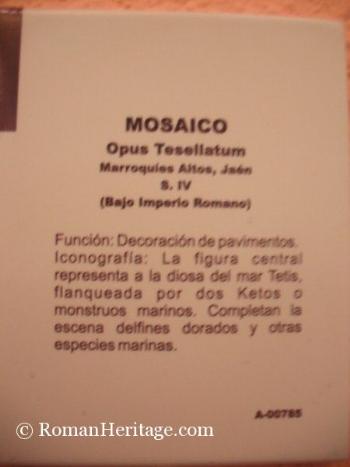 MOSAICO
Opus Tesellatum
Marroquíes Altos, Jaén
S. IV
(Bajo Imperio Romano)
Función: Decoración de pavimentos.
Iconografía: La figura central
representa a la diosa del mar Tetis,
flanqueada por dos Ketos o
monstruos marinos. Completan la
escena delfines dorados y otras
especies marinas.
A-00785
© RomanHeritage.com